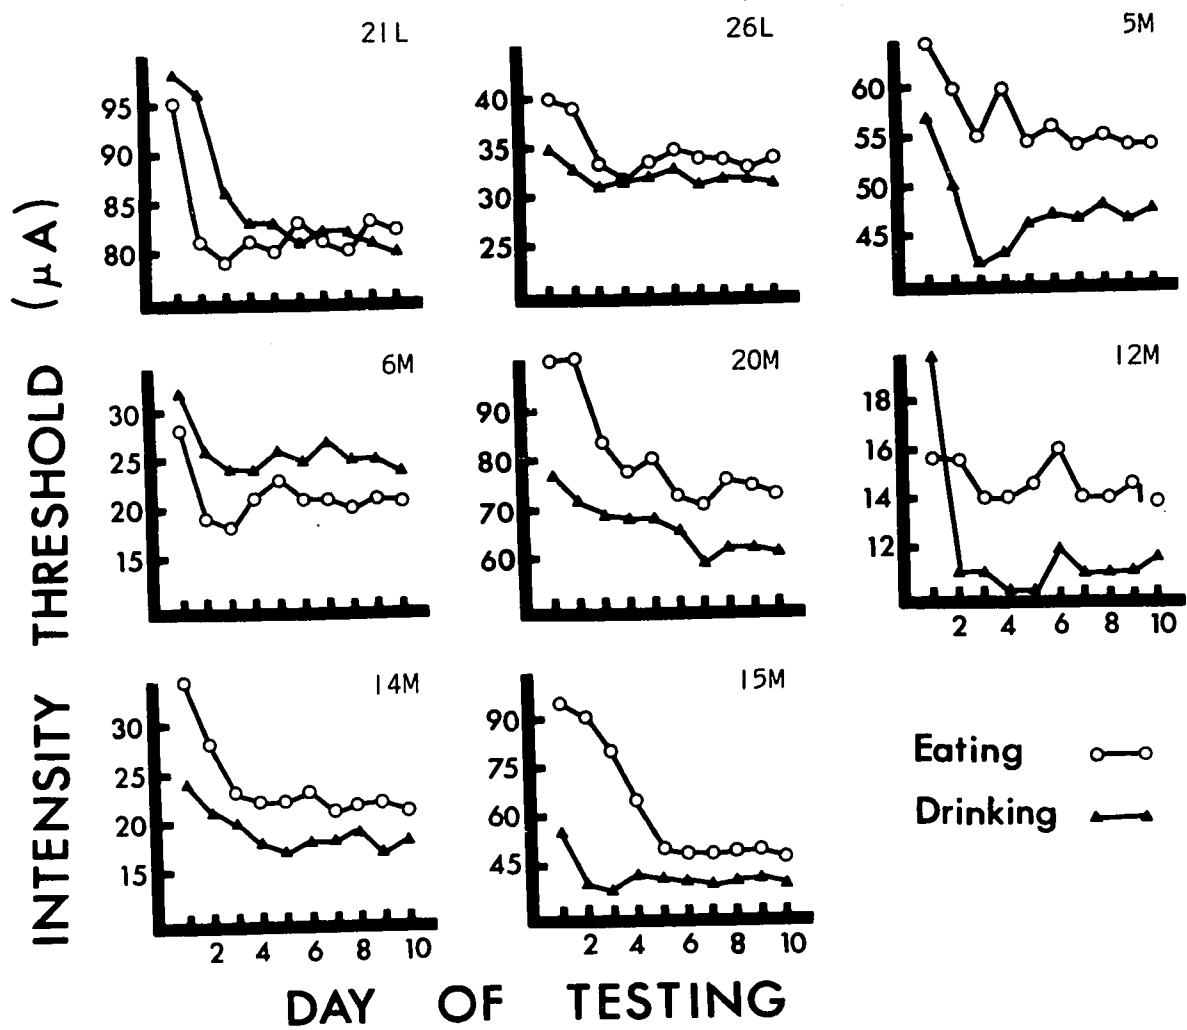 21L
95
90
85
80
26L
40
35
30
25
5M
60
55
50
45
6M
30
25
20
15
20M
90
80
70
60
12M
18
16
14
12
2 4 6 8 10
14M
30
25
20
15
2 4 6 8 10
15M
90
75
60
45
2 4 6 8 10
Eating
Drinking
INTENSITY THRESHOLD (μA)
DAY OF TESTING